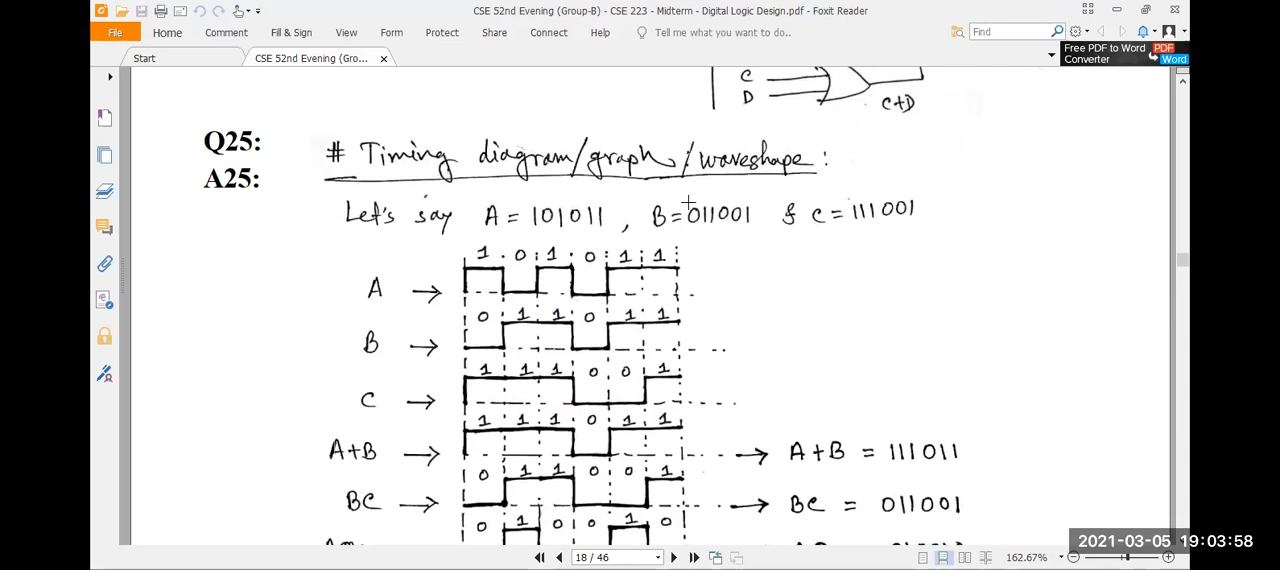 CSE 52nd Evening (Group-B) - CSE 223 - Midterm - Digital Logic Design.pdf - Foxit Reader
File Home Comment Fill & Sign View Form Protect Share Connect Help Tell me what you want to do.. Find
Start CSE 52nd Evening (Gro... Free PDF to Word Converter PDF Word
C
D
C+D
Q25: # Timing diagram/graph/waveshape:
A25:
Let's say A = 101011, B=011001 & C = 111001
1 0 1 0 1 1
A →
0 1 1 0 1 1
B →
1 1 1 0 0 1
C →
1 1 1 0 1 1
A+B → → A+B = 111011
0 1 1 0 0 1
BC → → BC = 011001
0 1 0 0 1 0
2021-03-05 19:03:58
18 / 46 162.67%